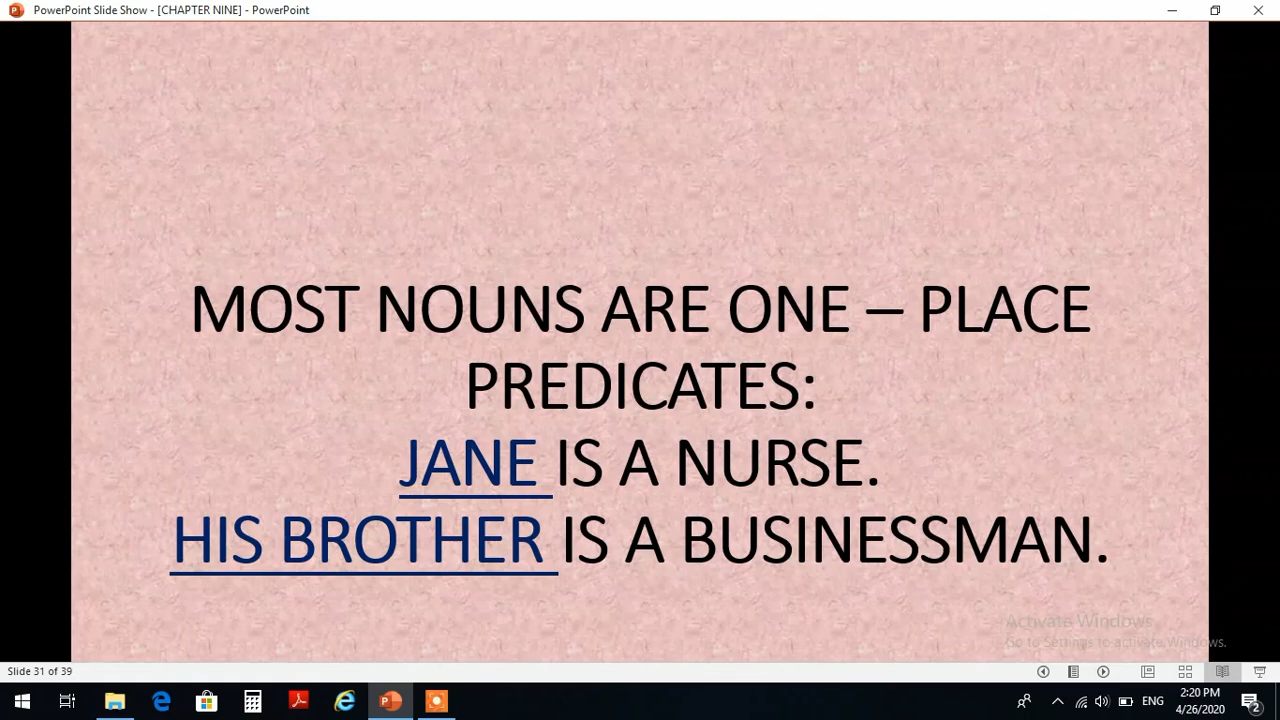 PowerPoint Slide Show - [CHAPTER NINE] - PowerPoint
MOST NOUNS ARE ONE – PLACE
PREDICATES:
JANE IS A NURSE.
HIS BROTHER IS A BUSINESSMAN.
Activate Windows
Go to Settings to activate Windows.
Slide 31 of 39
ENG
2:20 PM
4/26/2020
2